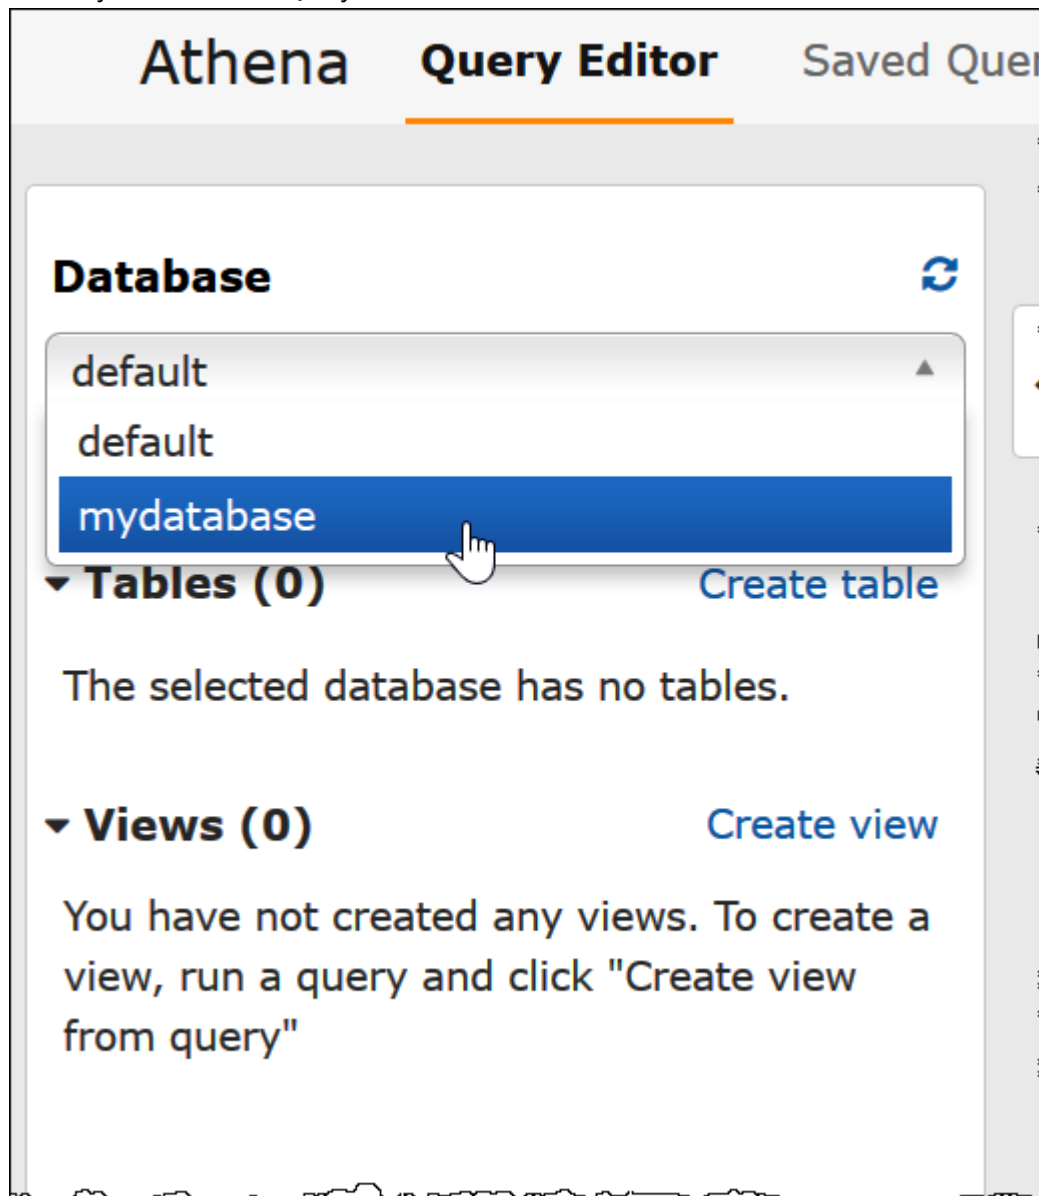 Athena Query Editor Saved Quer
Database
default
default
mydatabase
Tables (0) Create table
The selected database has no tables.
Views (0) Create view
You have not created any views. To create a
view, run a query and click "Create view
from query"